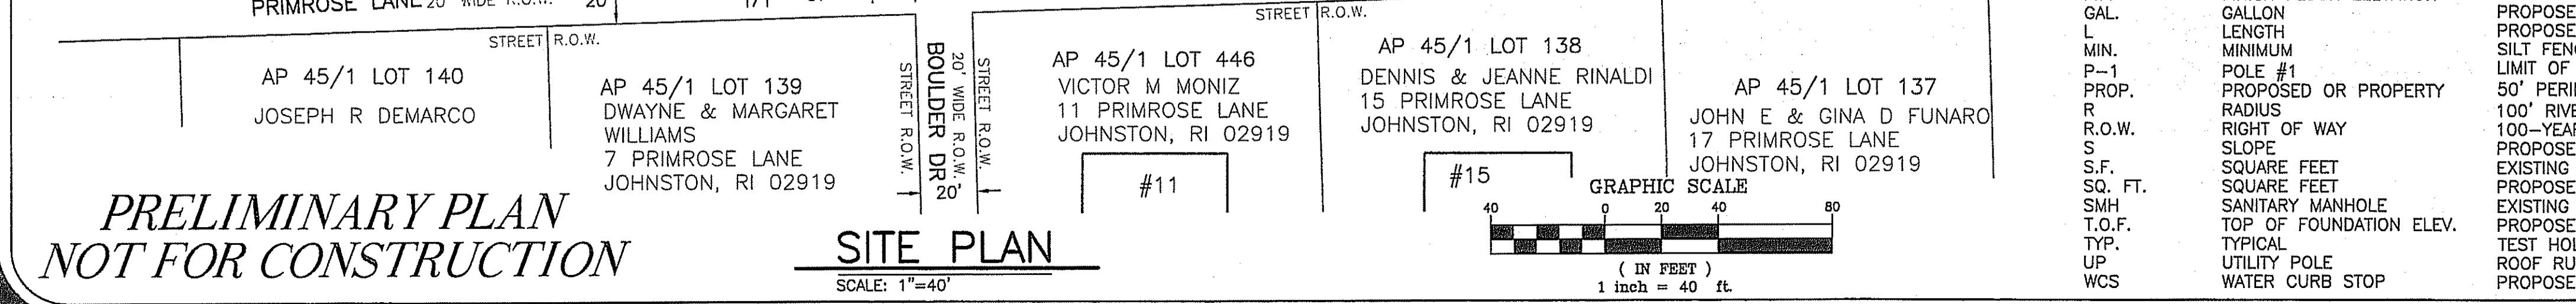 PRIMROSE LANE 20' WIDE R.O.W. 20'
STREET R.O.W.
AP 45/1 LOT 140
JOSEPH R DEMARCO
AP 45/1 LOT 139
DWAYNE & MARGARET
WILLIAMS
7 PRIMROSE LANE
JOHNSTON, RI 02919
STREET R.O.W.
BOULDER DR
20' WIDE R.O.W.
STREET R.O.W.
20'
STREET R.O.W.
AP 45/1 LOT 446
VICTOR M MONIZ
11 PRIMROSE LANE
JOHNSTON, RI 02919
#11
AP 45/1 LOT 138
DENNIS & JEANNE RINALDI
15 PRIMROSE LANE
JOHNSTON, RI 02919
#15
AP 45/1 LOT 137
JOHN E & GINA D FUNARO
17 PRIMROSE LANE
JOHNSTON, RI 02919
PRELIMINARY PLAN
NOT FOR CONSTRUCTION
SITE PLAN
SCALE: 1"=40'
GRAPHIC SCALE
40 0 20 40 80
( IN FEET )
1 inch = 40 ft.
GAL. GALLON PROPOSE
L LENGTH PROPOSE
MIN. MINIMUM SILT FEN
P-1 POLE #1 LIMIT OF
PROP. PROPOSED OR PROPERTY 50' PERI
R RADIUS 100' RIVE
R.O.W. RIGHT OF WAY 100-YEA
S SLOPE PROPOSE
S.F. SQUARE FEET EXISTING
SQ. FT. SQUARE FEET PROPOSE
SMH SANITARY MANHOLE EXISTING
T.O.F. TOP OF FOUNDATION ELEV. PROPOSE
TYP. TYPICAL TEST HOL
UP UTILITY POLE ROOF RU
WCS WATER CURB STOP PROPOSE